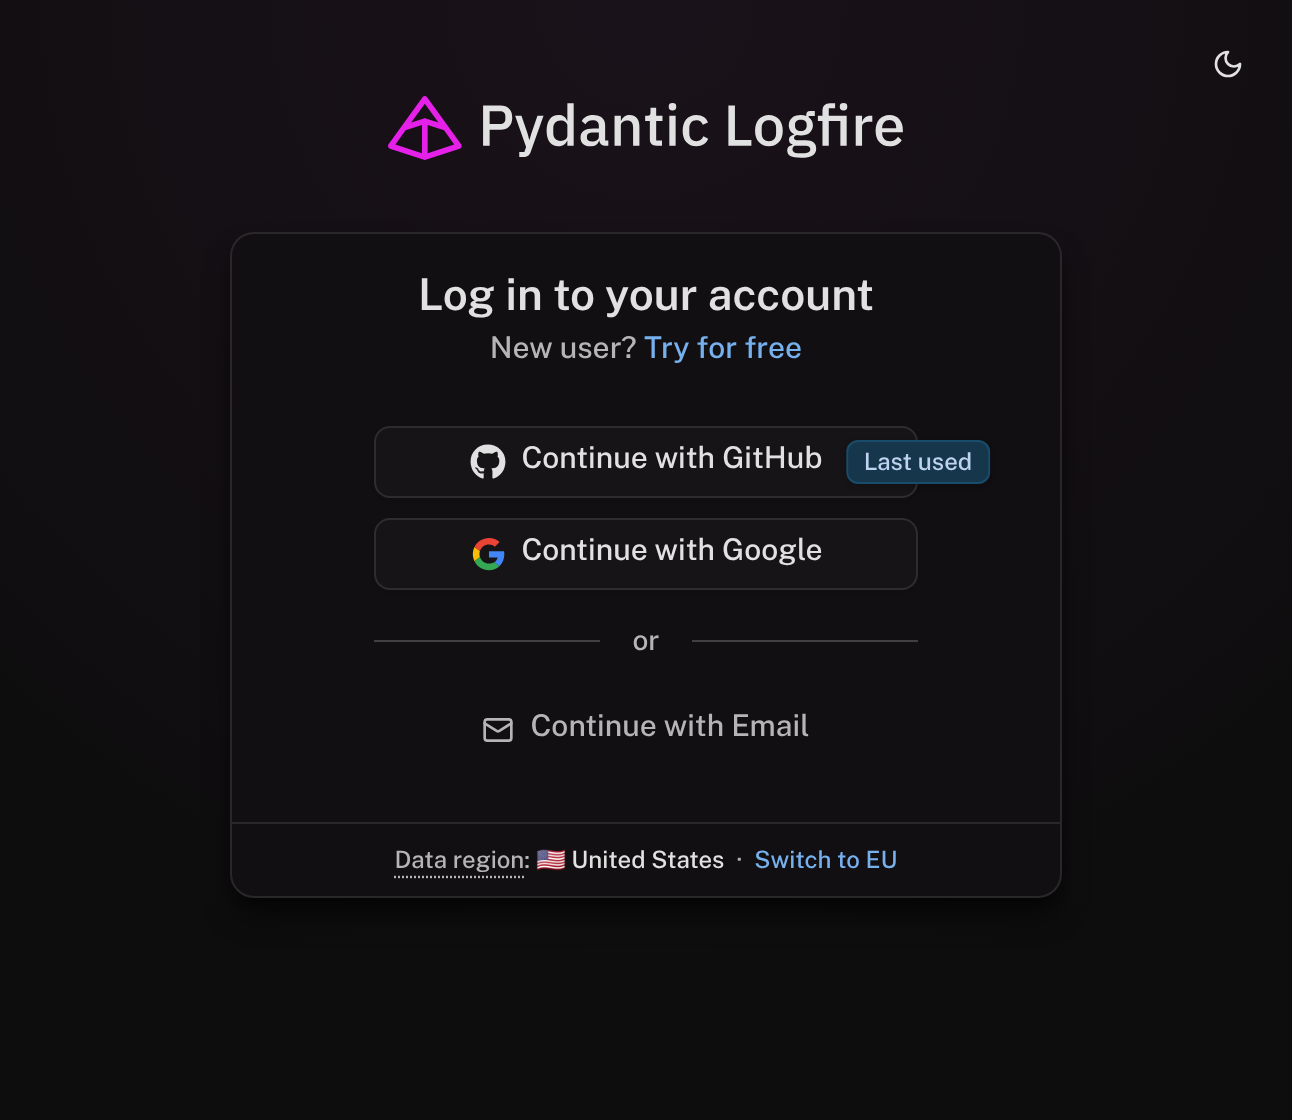 Pydantic Logfire
Log in to your account
New user? Try for free
Continue with GitHub
Last used
Continue with Google
or
Continue with Email
Data region: 🇺🇸 United States · Switch to EU